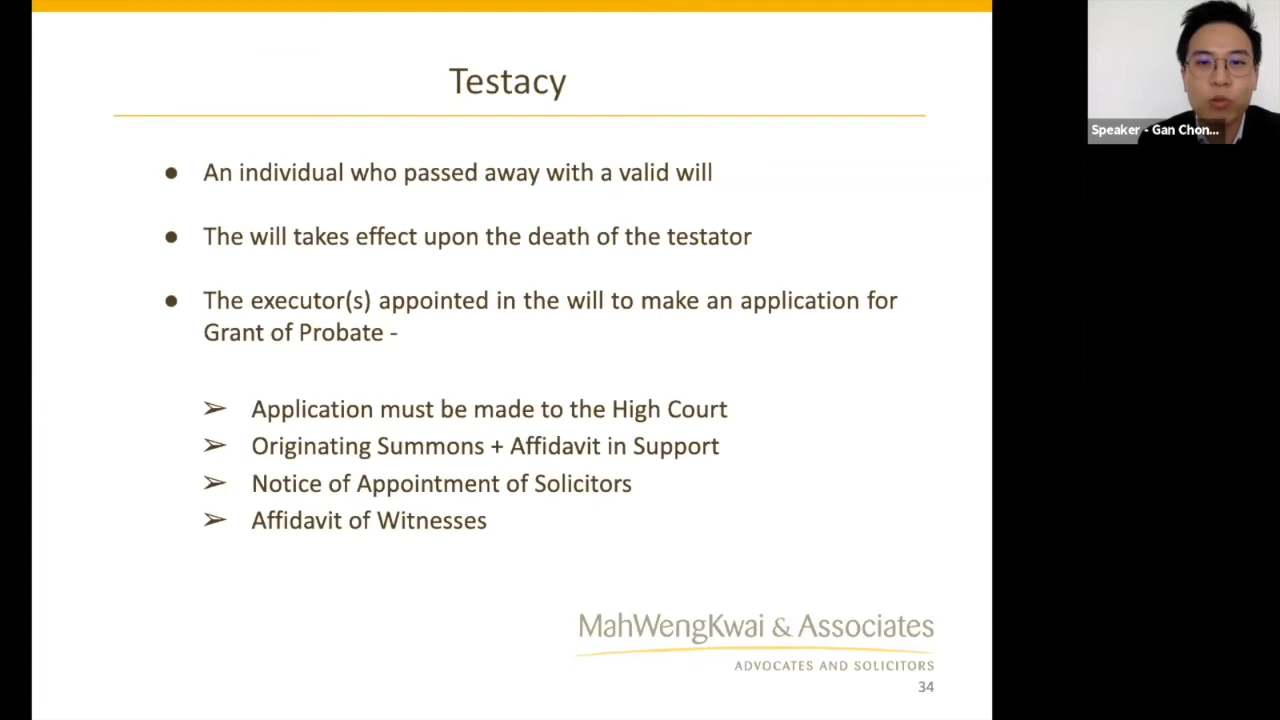 Testacy
● An individual who passed away with a valid will
● The will takes effect upon the death of the testator
● The executor(s) appointed in the will to make an application for
Grant of Probate -
➢ Application must be made to the High Court
➢ Originating Summons + Affidavit in Support
➢ Notice of Appointment of Solicitors
➢ Affidavit of Witnesses
MahWengKwai & Associates
ADVOCATES AND SOLICITORS
34
Speaker - Gan Chon...